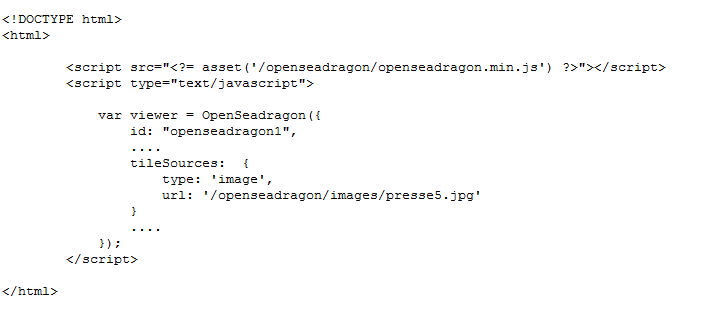 <!DOCTYPE html>
<html>
<script src="<?= asset('/openseadragon/openseadragon.min.js') ?>"></script>
<script type="text/javascript">
var viewer = OpenSeadragon({
id: "openseadragon1",
....
tileSources:  {
type: 'image',
url: '/openseadragon/images/presse5.jpg'
}
....
});
</script>
</html>